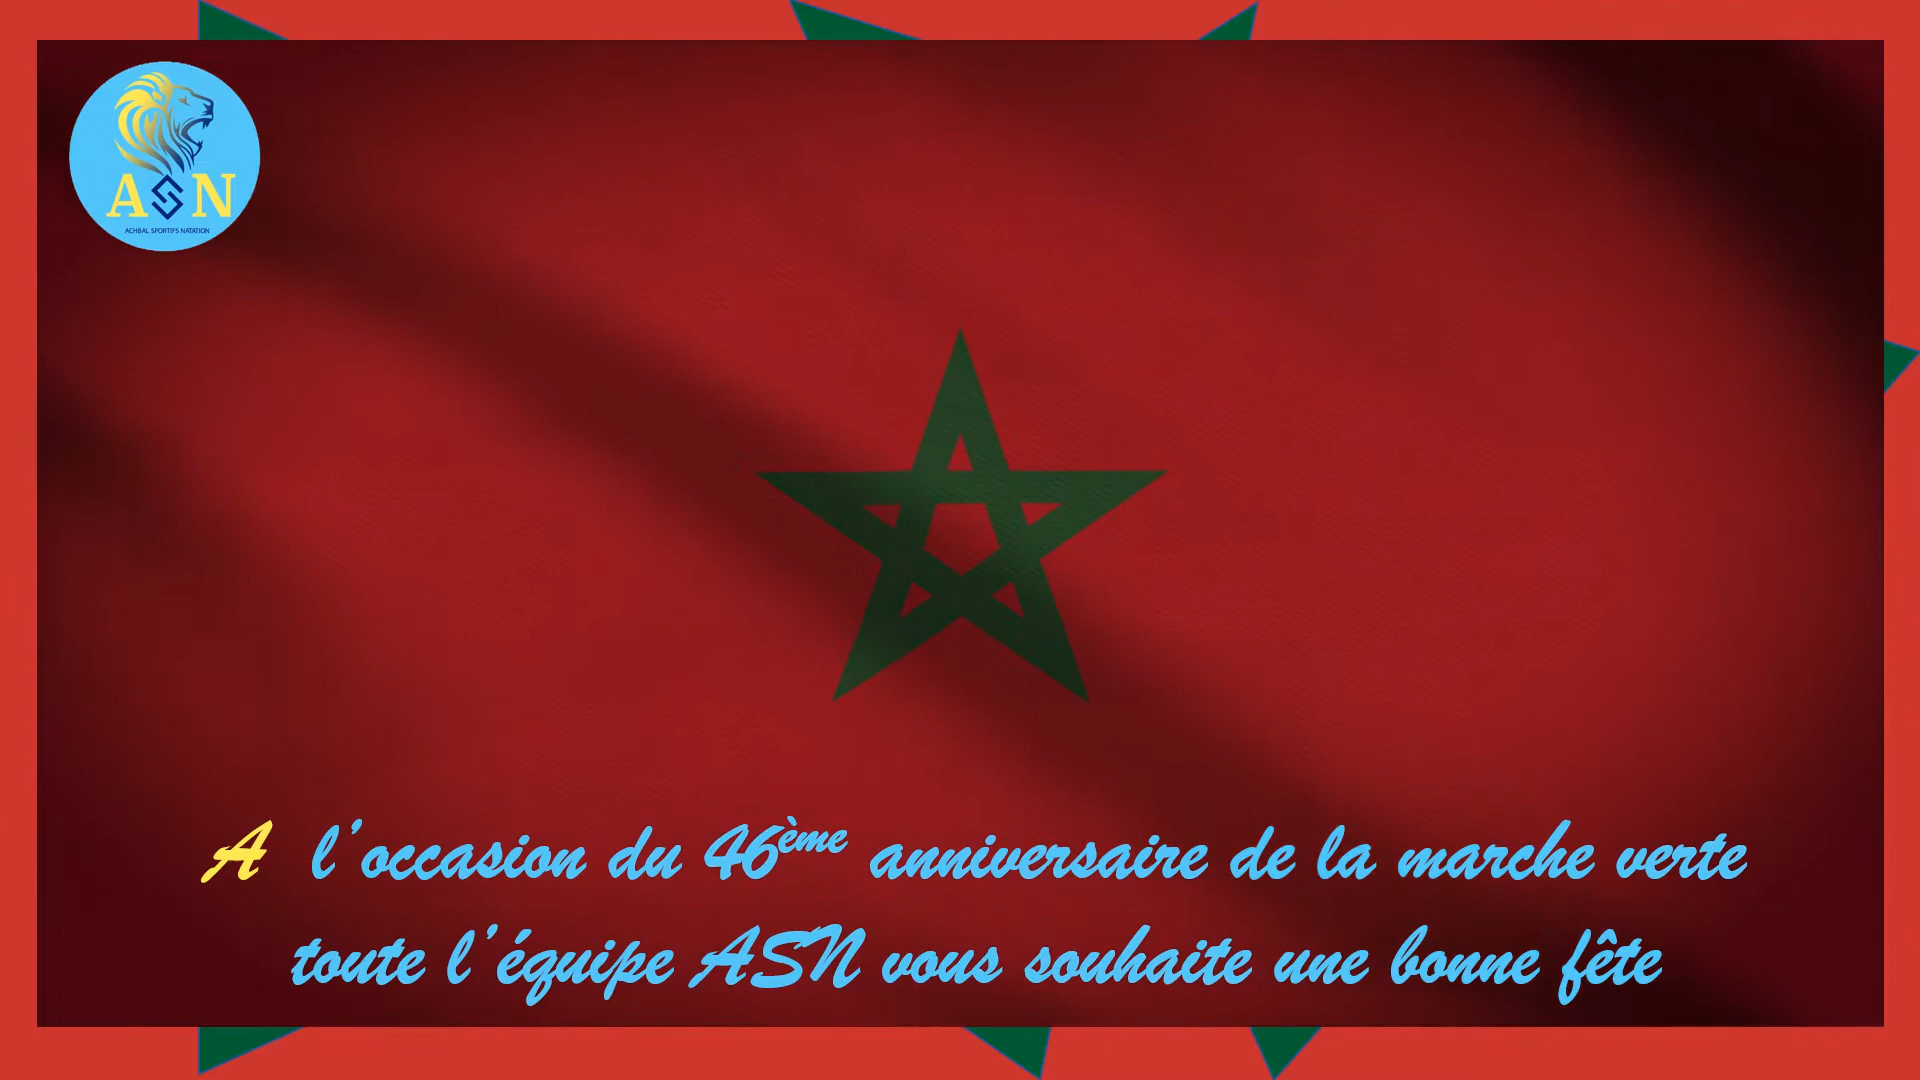 ASN
ACHBAL SPORTIFS NATATION
A l'occasion du 46ème anniversaire de la marche verte
toute l'équipe ASN vous souhaite une bonne fête